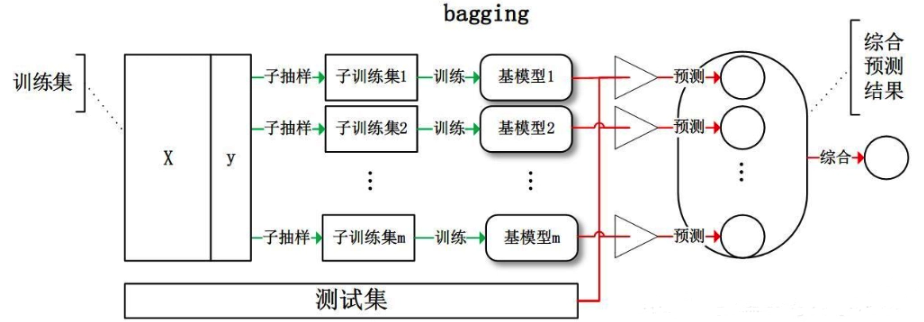 bagging
训练集
X
y
子抽样
子训练集1
训练
基模型1
预测
综合
预测
结果
子抽样
子训练集2
训练
基模型2
预测
综合
子抽样
子训练集m
训练
基模型m
预测
测试集